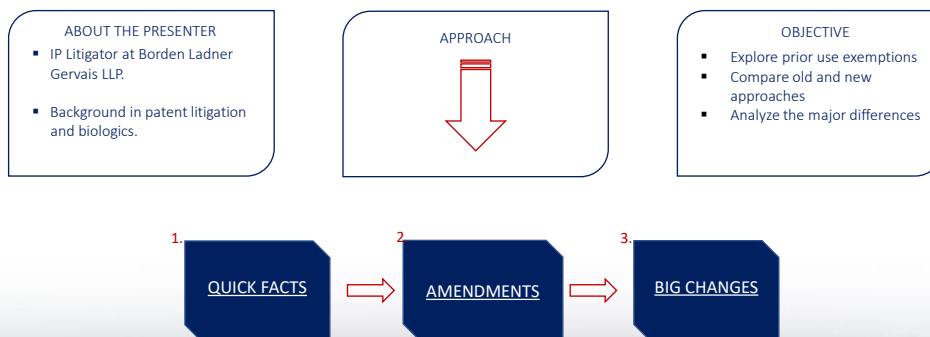 ABOUT THE PRESENTER
▪ IP Litigator at Borden Ladner
Gervais LLP.
▪ Background in patent litigation
and biologics.
APPROACH
OBJECTIVE
▪ Explore prior use exemptions
▪ Compare old and new
approaches
▪ Analyze the major differences
1.
QUICK FACTS
2
AMENDMENTS
3.
BIG CHANGES